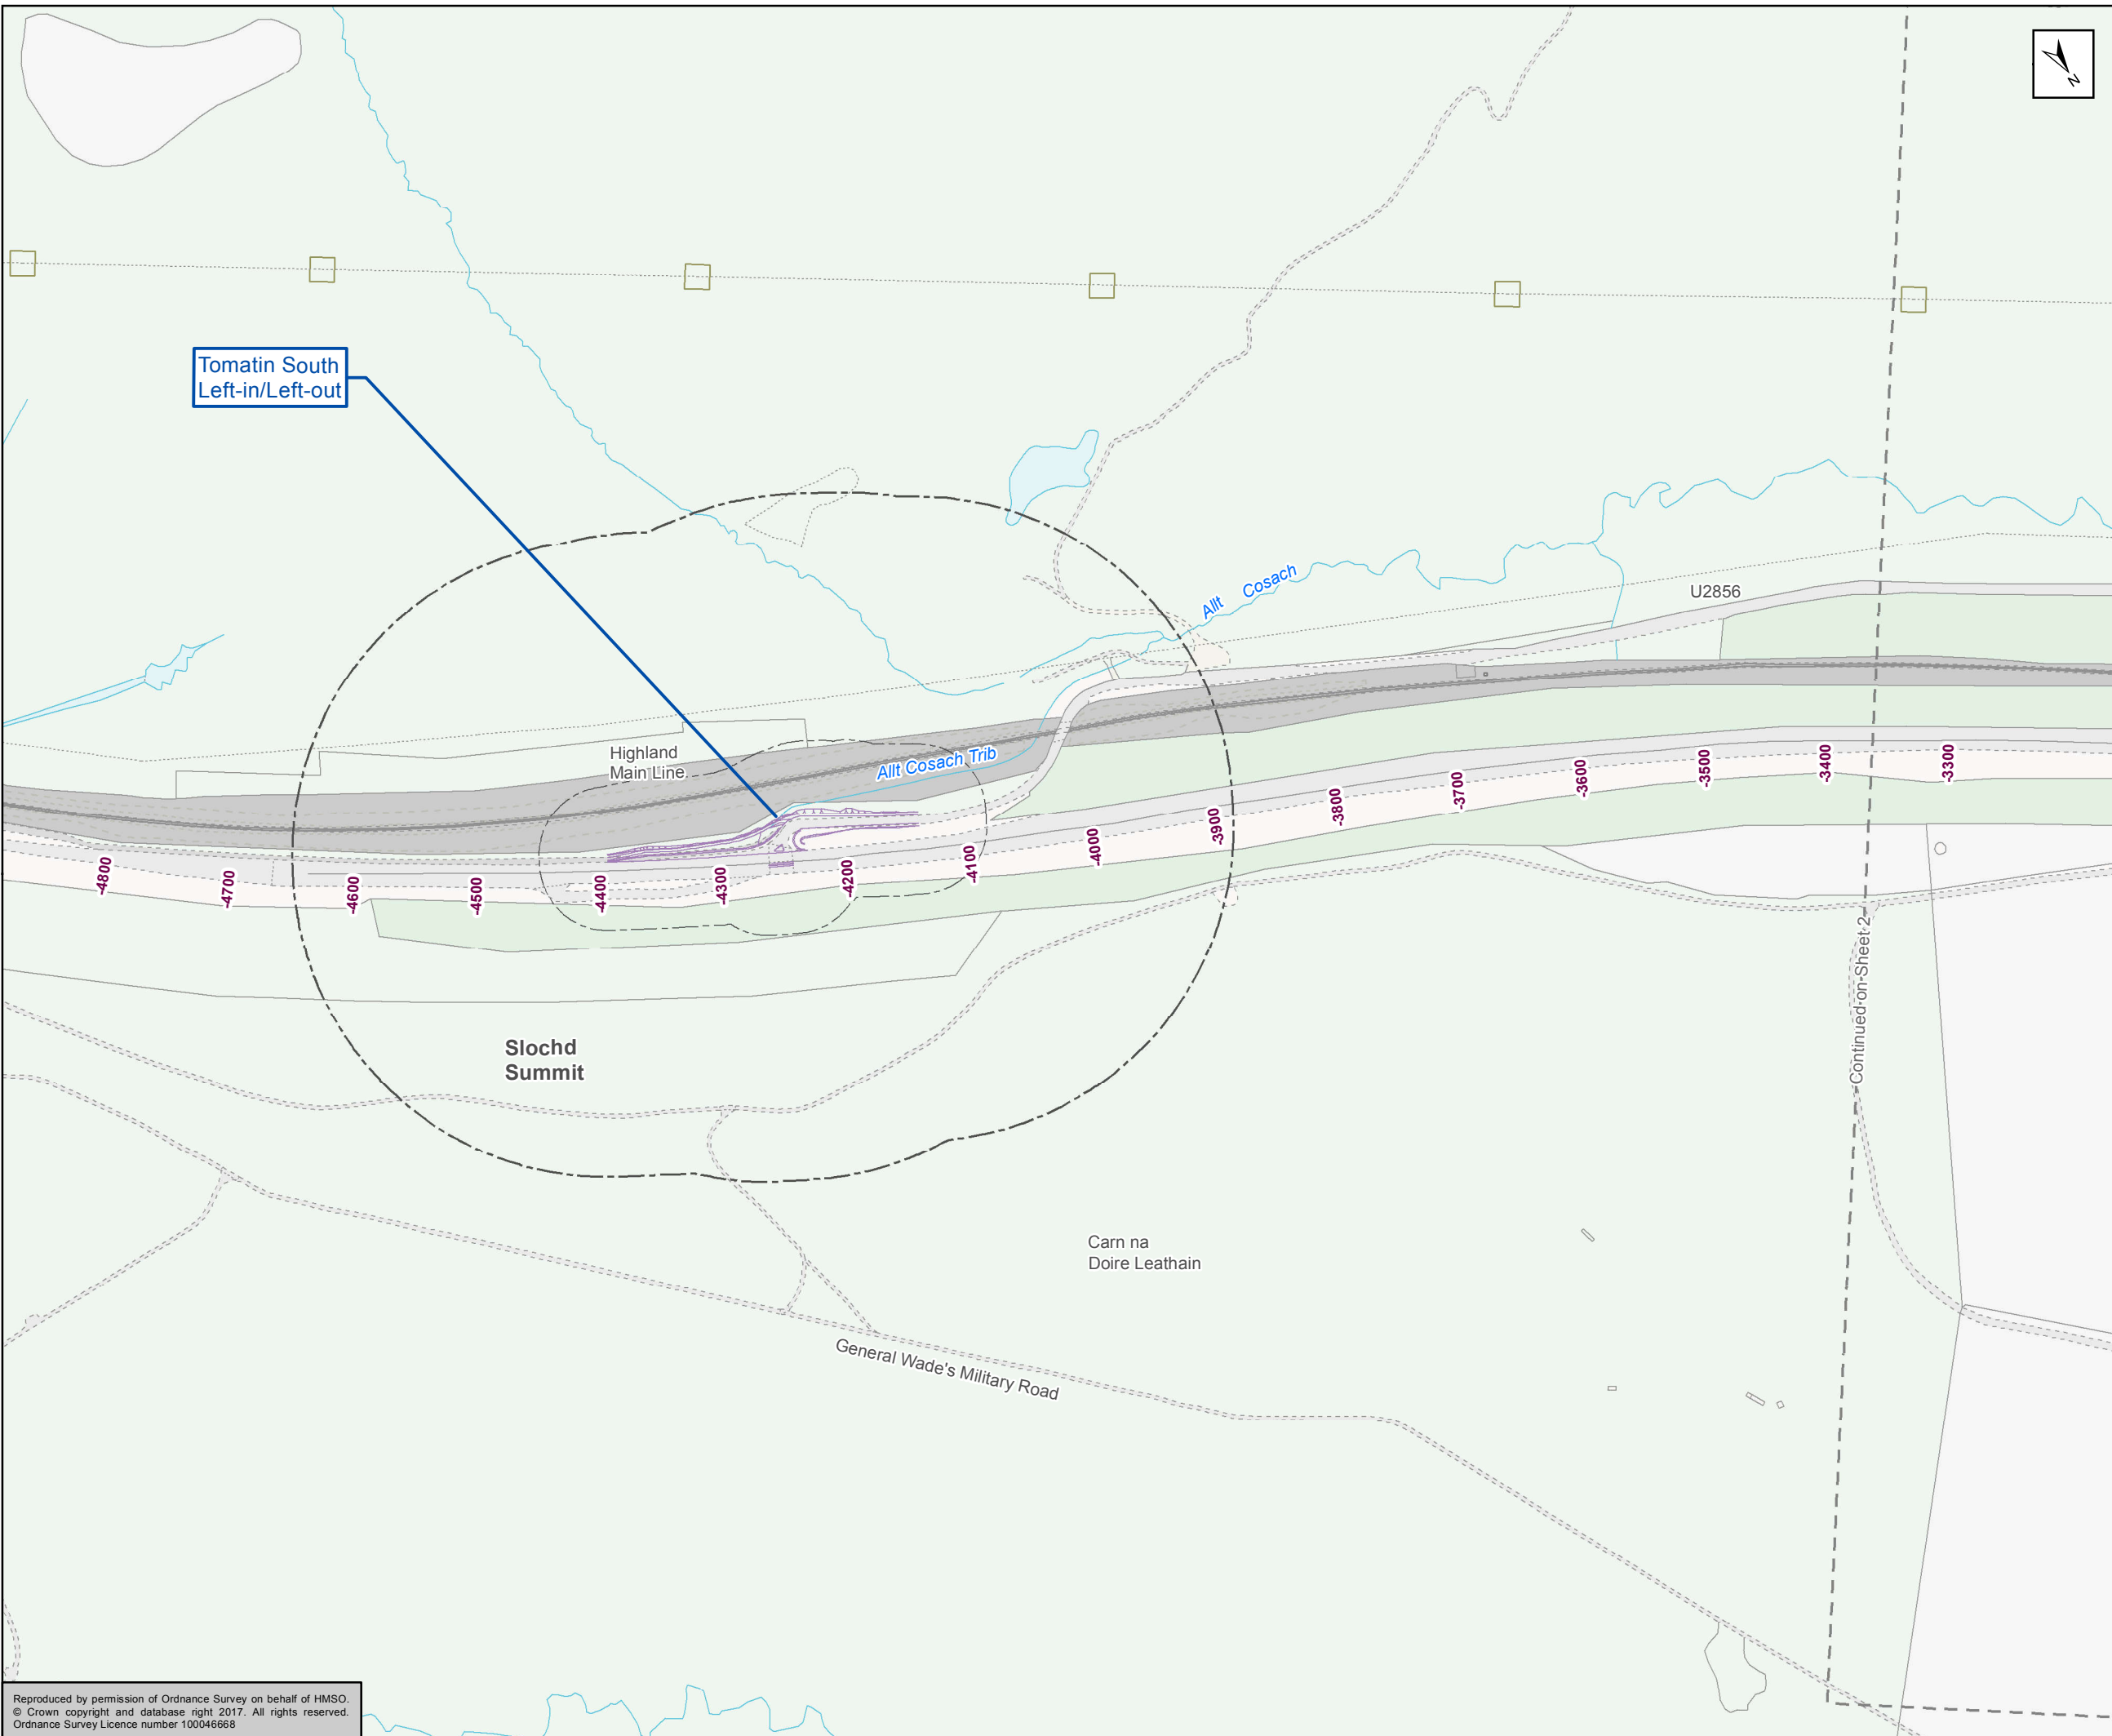 N
Tomatin South
Left-in/Left-out
Allt Cosach
U2856
Highland
Main Line
Allt Cosach Trib
-4800
-4700
-4600
-4500
-4400
-4300
-4200
-4100
-4000
-3900
-3800
-3700
-3600
-3500
-3400
-3300
Continued on Sheet 2
Slochd
Summit
Carn na
Doire Leathain
General Wade's Military Road
Reproduced by permission of Ordnance Survey on behalf of HMSO.
© Crown copyright and database right 2017. All rights reserved.
Ordnance Survey Licence number 100046668